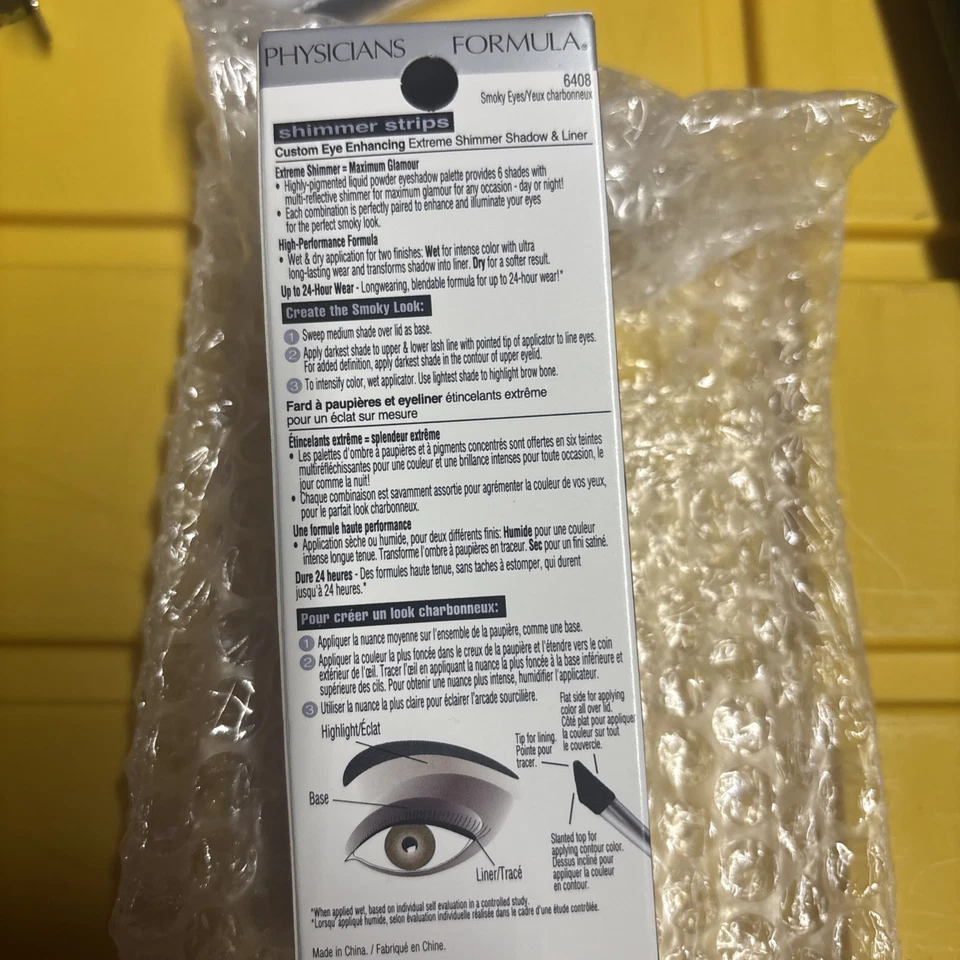 PHYSICIANS FORMULA®
6408
Smoky Eyes/Yeux charbonneux
shimmer strips
Custom Eye Enhancing Extreme Shimmer Shadow & Liner
Extreme Shimmer = Maximum Glamour
• Highly-pigmented liquid powder eyeshadow palette provides 6 shades with
multi-reflective shimmer for maximum glamour for any occasion - day or night!
• Each combination is perfectly paired to enhance and illuminate your eyes
for the perfect smoky look.
High-Performance Formula
• Wet & dry application for two finishes: Wet for intense color with ultra
long-lasting wear and transforms shadow into liner. Dry for a softer result.
Up to 24-Hour Wear - Longwearing, blendable formula for up to 24-hour wear!*
Create the Smoky Look:
1 Sweep medium shade over lid as base.
2 Apply darkest shade to upper & lower lash line with pointed tip of applicator to line eyes.
For added definition, apply darkest shade in the contour of upper eyelid.
3 To intensify color, wet applicator. Use lightest shade to highlight brow bone.
Fard à paupières et eyeliner étincelants extrême
pour un éclat sur mesure
Étincelants extrême = splendeur extrême
• Les palettes d'ombre à paupières et à pigments concentrés sont offertes en six teintes
multiréfléchissantes pour une couleur et une brillance intenses pour toute occasion, le
jour comme la nuit!
• Chaque combinaison est savamment assortie pour agrémenter la couleur de vos yeux,
pour le parfait look charbonneux.
Une formule haute performance
• Application sèche ou humide, pour deux différents finis: Humide pour une couleur
intense longue tenue. Transforme l'ombre à paupières en traceur. Sec pour un fini satiné.
Dure 24 heures - Des formules haute tenue, sans taches à estomper, qui durent
jusqu'à 24 heures.*
Pour créer un look charbonneux:
1 Appliquer la nuance moyenne sur l'ensemble de la paupière, comme une base.
2 Appliquer la couleur la plus foncée dans le creux de la paupière et l'étendre vers le coin
extérieur de l'œil. Tracer l'œil en appliquant la nuance la plus foncée à la base inférieure et
supérieure des cils. Pour obtenir une nuance plus intense, humidifier l'applicateur.
3 Utiliser la nuance la plus claire pour éclairer l'arcade sourcilière.
Highlight/Éclat
Base
Liner/Tracé
Tip for lining.
Pointe pour
tracer.
Flat side for applying
color all over lid.
Côté plat pour appliquer
la couleur sur tout
le couvercle.
Slanted top for
applying contour color.
Dessus incliné pour
appliquer la couleur
en contour.
*When applied wet, based on individual self evaluation in a controlled study.
*Lorsqu'appliqué humide, selon évaluation individuelle réalisée dans le cadre d'une étude contrôlée.
Made in China. / Fabriqué en Chine.